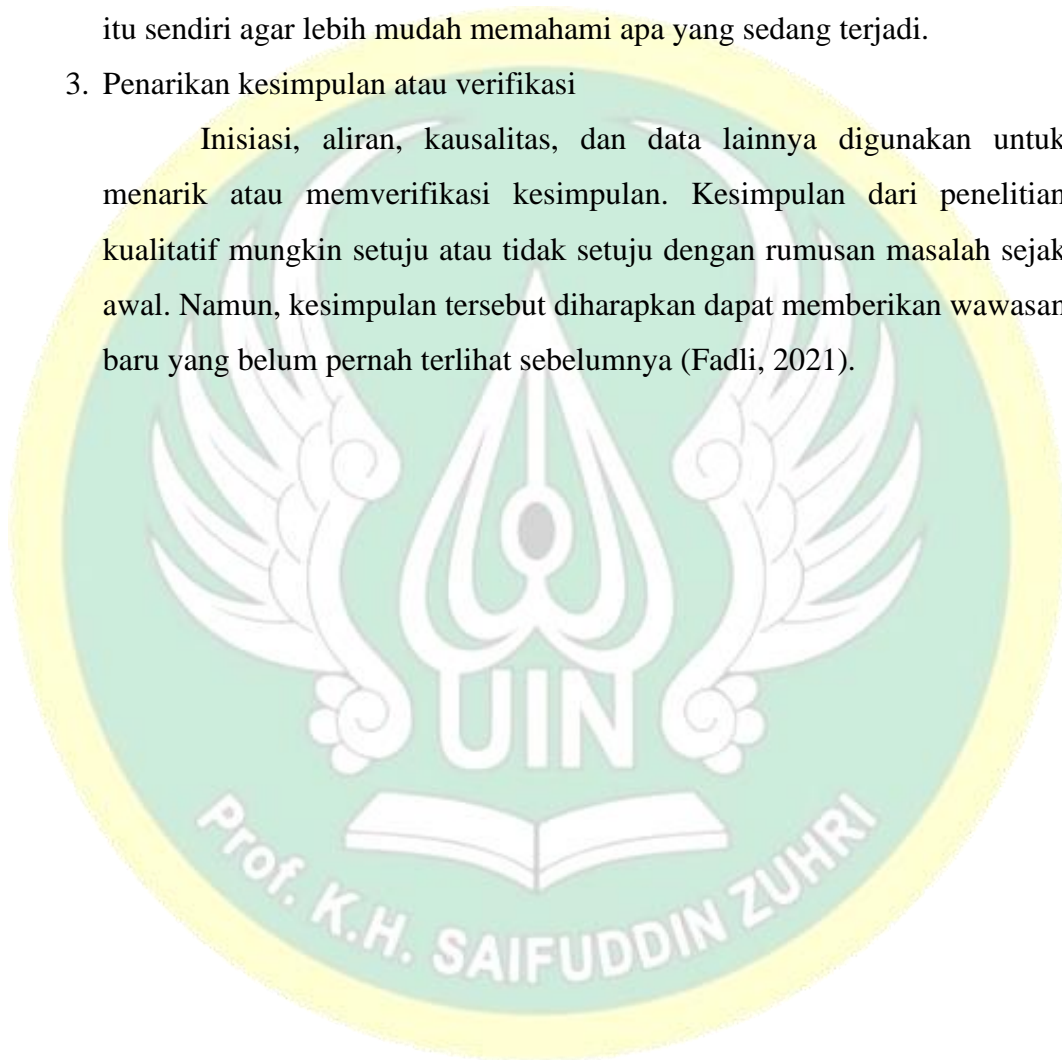 itu sendiri agar lebih mudah memahami apa yang sedang terjadi.
3. Penarikan kesimpulan atau verifikasi
Inisiasi, aliran, kausalitas, dan data lainnya digunakan untuk
menarik atau memverifikasi kesimpulan. Kesimpulan dari penelitian
kualitatif mungkin setuju atau tidak setuju dengan rumusan masalah sejak
awal. Namun, kesimpulan tersebut diharapkan dapat memberikan wawasan
baru yang belum pernah terlihat sebelumnya (Fadli, 2021).
UIN
Prof. K.H. SAIFUDDIN ZUHRI